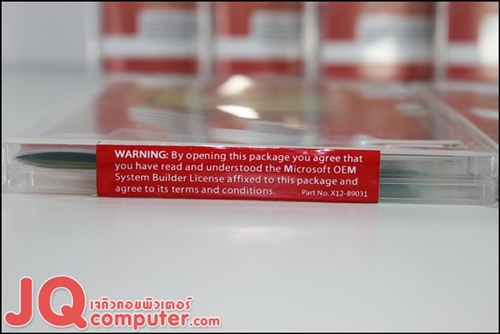 WARNING: By opening this package you agree that
you have read and understood the Microsoft OEM
System Builder License affixed to this package and
agree to its terms and conditions. Part No. X12-89031
JQ เจคิวคอมพิวเตอร์
computer.com